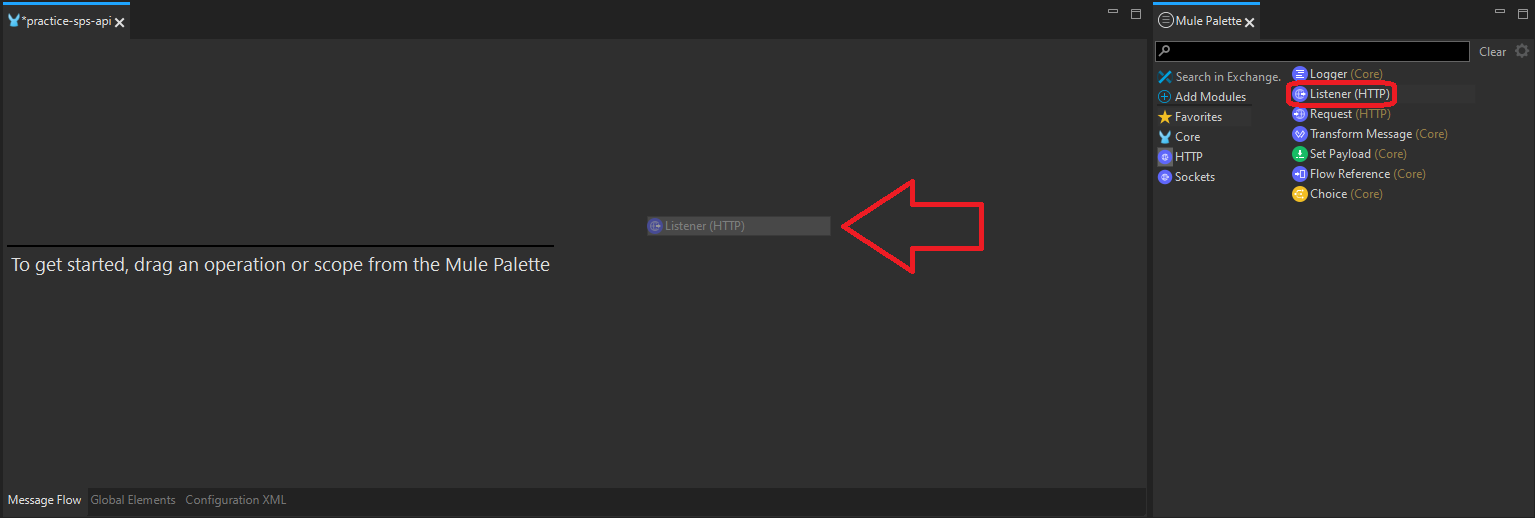 *practice-sps-api
Listener (HTTP)
To get started, drag an operation or scope from the Mule Palette
Message Flow Global Elements Configuration XML
Mule Palette
Clear
Search in Exchange.
Add Modules
Favorites
Core
HTTP
Sockets
Logger (Core)
Listener (HTTP)
Request (HTTP)
Transform Message (Core)
Set Payload (Core)
Flow Reference (Core)
Choice (Core)